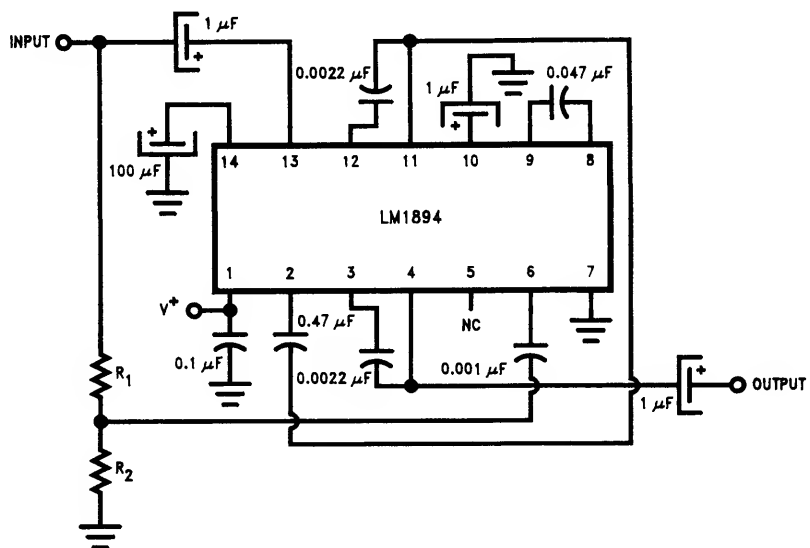 1 μF
INPUT
+
0.0022 μF
1 μF
0.047 μF
+
+
100 μF
14 13 12 11 10 9 8
LM1894
1 2 3 4 5 6 7
V+
0.47 μF
NC
0.1 μF
0.0022 μF
0.001 μF
R1
+
OUTPUT
1 μF
R2